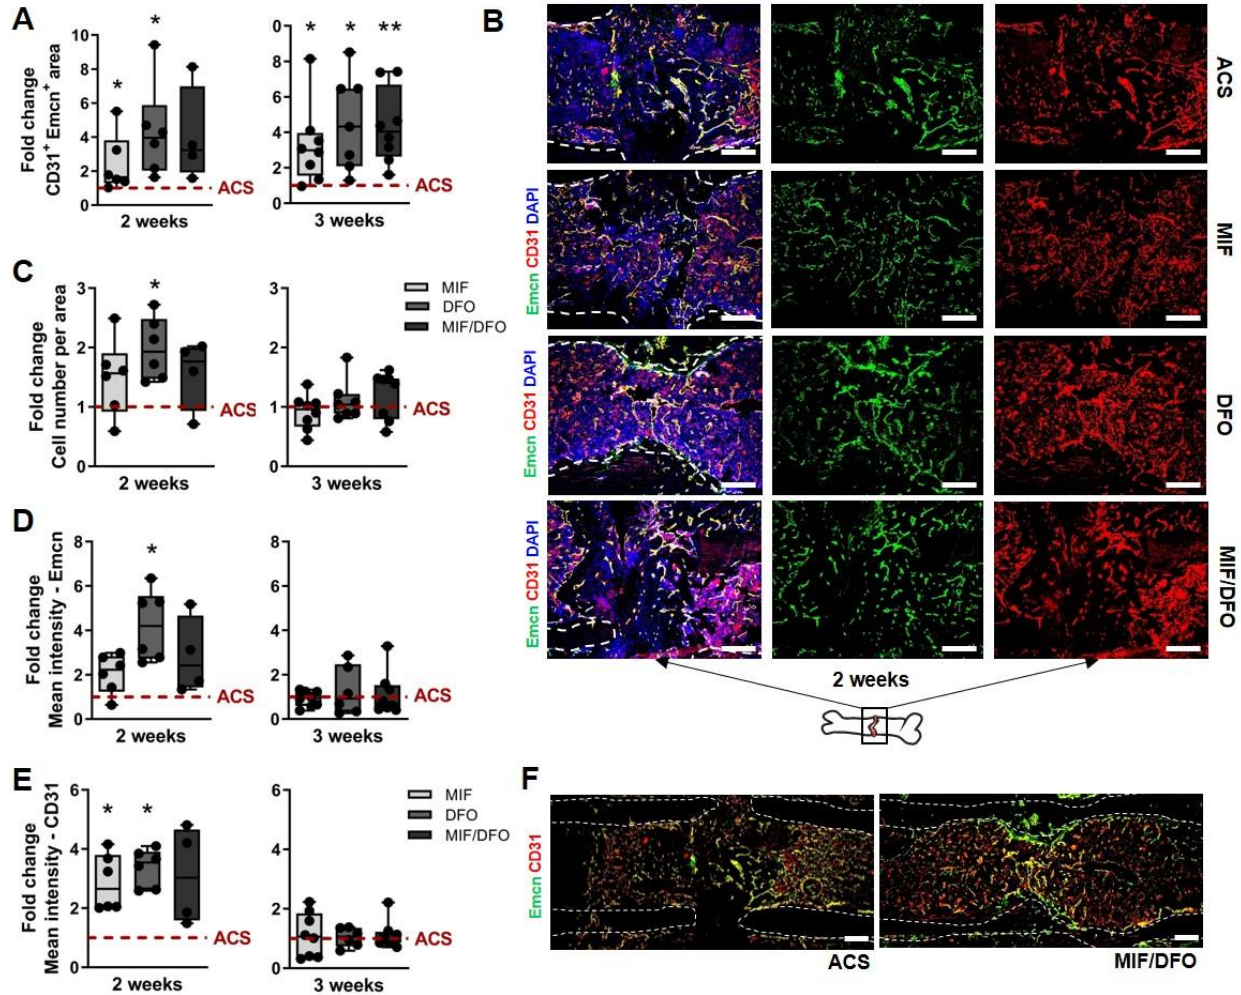 A
Fold change
CD31+ Emcn+ area
10
8
6
4
2
0
*
*
ACS
2 weeks
0
8
6
4
2
0
*
*
**
ACS
3 weeks
B
Emcn CD31 DAPI
Emcn CD31 DAPI
Emcn CD31 DAPI
Emcn CD31 DAPI
ACS
MIF
DFO
MIF/DFO
2 weeks
C
Fold change
Cell number per area
3
2
1
0
*
ACS
2 weeks
3
2
1
0
ACS
3 weeks
MIF
DFO
MIF/DFO
D
Fold change
Mean intensity - Emcn
8
6
4
2
0
*
ACS
2 weeks
8
6
4
2
0
ACS
3 weeks
E
Fold change
Mean intensity - CD31
6
4
2
0
*
*
ACS
2 weeks
6
4
2
0
ACS
3 weeks
MIF
DFO
MIF/DFO
F
Emcn CD31
ACS
MIF/DFO